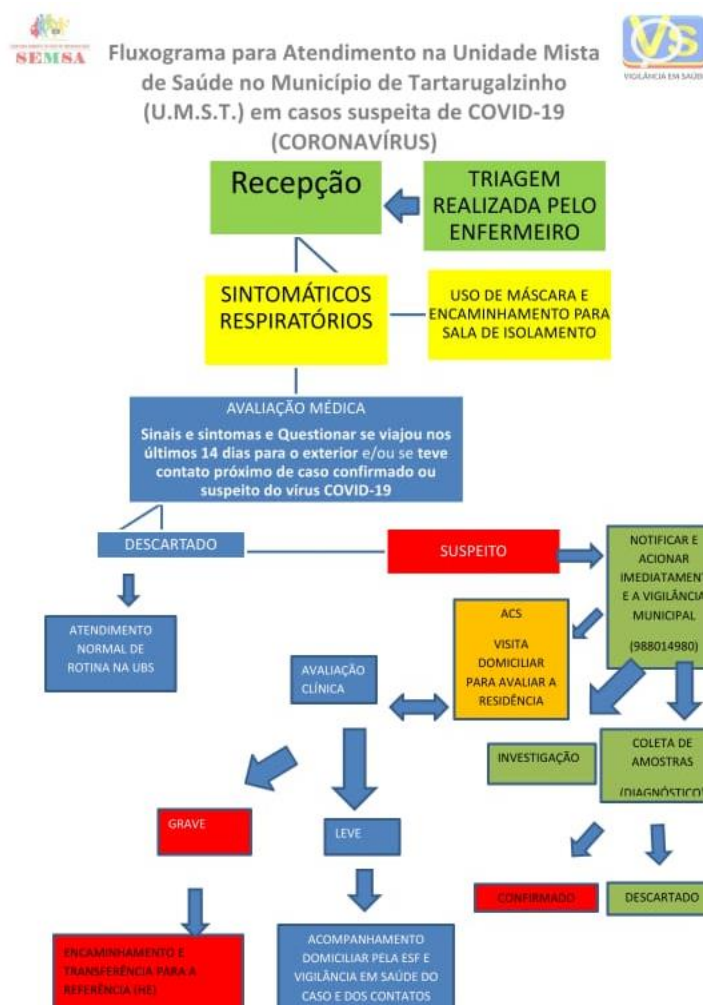 SEMSA
Fluxograma para Atendimento na Unidade Mista
de Saúde no Município de Tartarugalzinho
(U.M.S.T.) em casos suspeita de COVID-19
(CORONAVÍRUS)
VS
VIGILÂNCIA EM SAÚDE
Recepção
TRIAGEM
REALIZADA PELO
ENFERMEIRO
SINTOMÁTICOS
RESPIRATÓRIOS
USO DE MÁSCARA E
ENCAMINHAMENTO PARA
SALA DE ISOLAMENTO
AVALIAÇÃO MÉDICA
Sinais e sintomas e Questionar se viajou nos
últimos 14 dias para o exterior e/ou se teve
contato próximo de caso confirmado ou
suspeito do vírus COVID-19
DESCARTADO
SUSPEITO
NOTIFICAR E
ACIONAR
IMEDIATAMENT
E A VIGILÂNCIA
MUNICIPAL
(988014980)
ATENDIMENTO
NORMAL DE
ROTINA NA UBS
ACS
VISITA
DOMICILIAR
PARA AVALIAR A
RESIDÊNCIA
AVALIAÇÃO
CLÍNICA
INVESTIGAÇÃO
COLETA DE
AMOSTRAS
(DIAGNÓSTICO)
GRAVE
LEVE
CONFIRMADO
DESCARTADO
ENCAMINHAMENTO E
TRANSFERÊNCIA PARA A
REFERÊNCIA (HE)
ACOMPANHAMENTO
DOMICILIAR PELA ESF E
VIGILÂNCIA EM SAÚDE DO
CASO E DOS CONTATOS